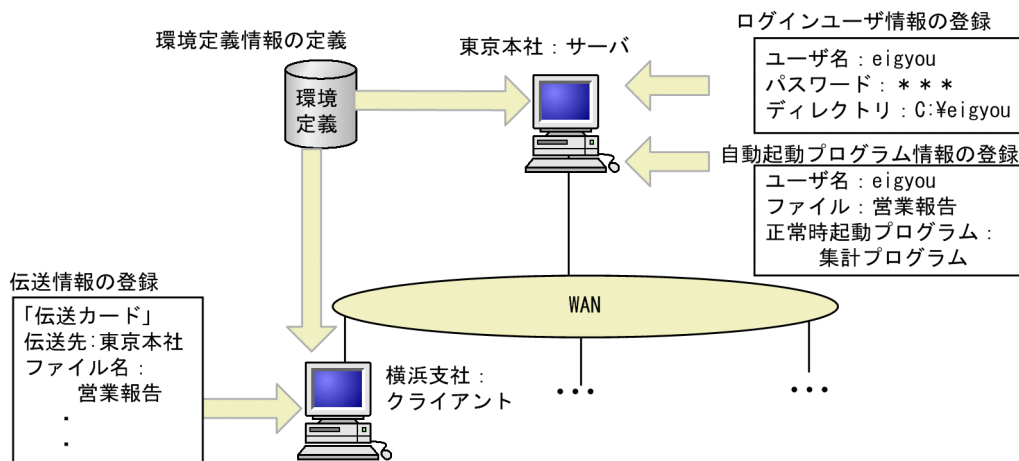 環境定義情報の定義
環境
定義
東京本社：サーバ
ログインユーザ情報の登録
ユーザ名：eigyou
パスワード：＊＊＊
ディレクトリ：C:¥eigyou
自動起動プログラム情報の登録
ユーザ名：eigyou
ファイル：営業報告
正常時起動プログラム：
集計プログラム
伝送情報の登録
「伝送カード」
伝送先:東京本社
ファイル名：
営業報告
・
・
WAN
横浜支社：
クライアント
･･･
･･･